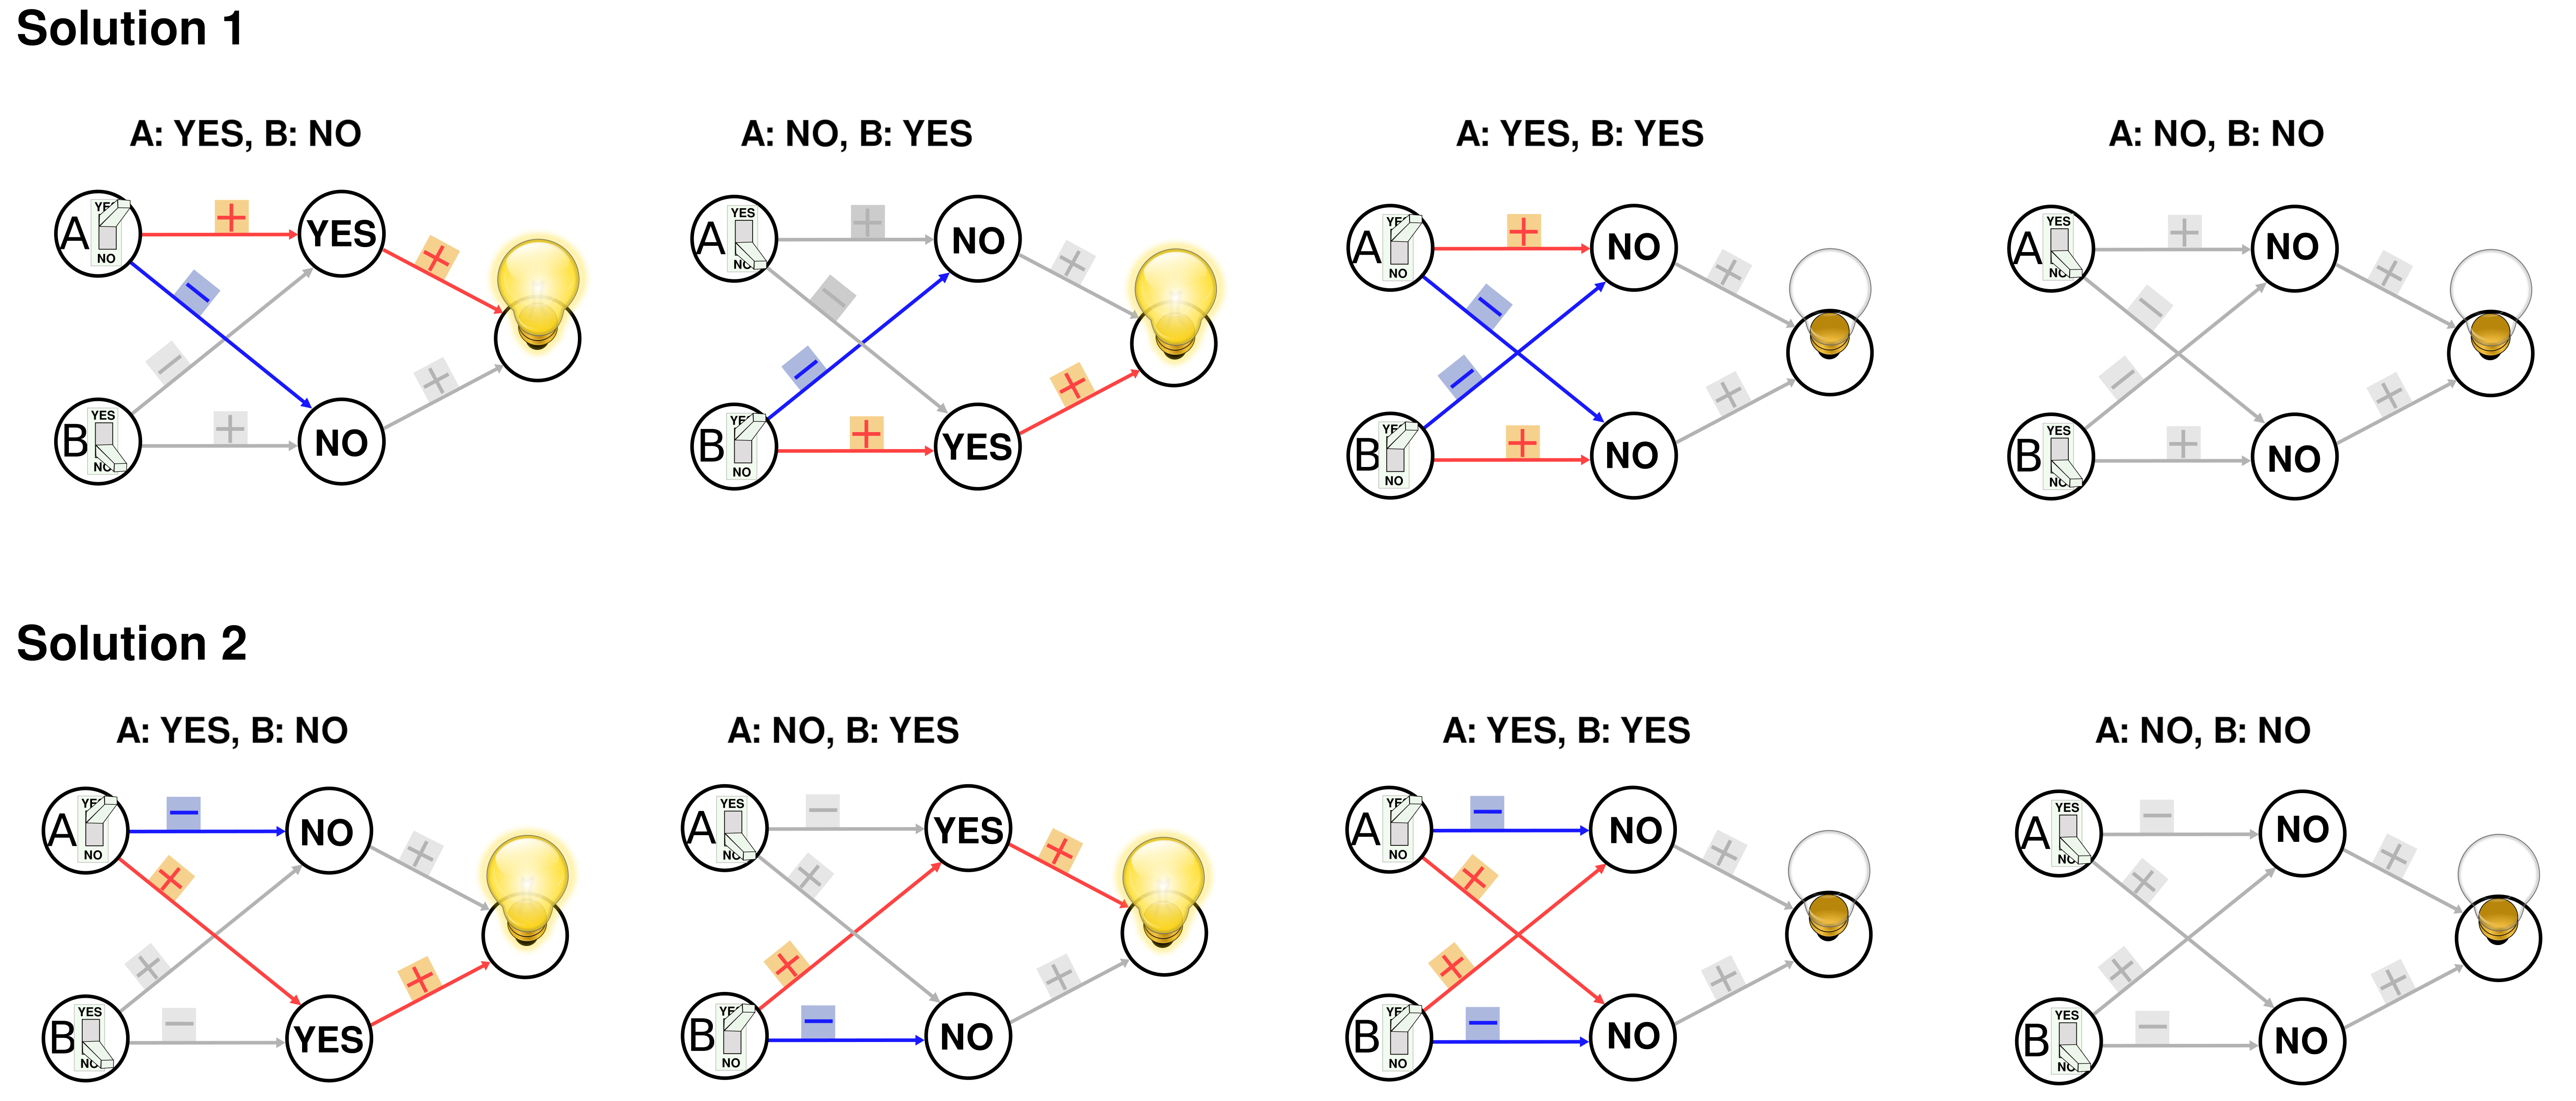 Solution 1
A: YES, B: NO
A: NO, B: YES
A: YES, B: YES
A: NO, B: NO
A
YES
NO
YES
+
+
−
−
+
+
B
YES
NO
NO
A
YES
NO
NO
+
+
−
−
+
+
B
YES
NO
YES
A
YES
NO
NO
+
+
−
−
+
+
B
YES
NO
NO
A
YES
NO
NO
+
+
−
−
+
+
B
YES
NO
NO
Solution 2
A: YES, B: NO
A: NO, B: YES
A: YES, B: YES
A: NO, B: NO
A
YES
NO
NO
−
+
+
+
−
+
B
YES
NO
YES
A
YES
NO
YES
−
+
+
+
−
+
B
YES
NO
NO
A
YES
NO
NO
−
+
+
+
−
+
B
YES
NO
NO
A
YES
NO
NO
−
+
+
+
−
+
B
YES
NO
NO